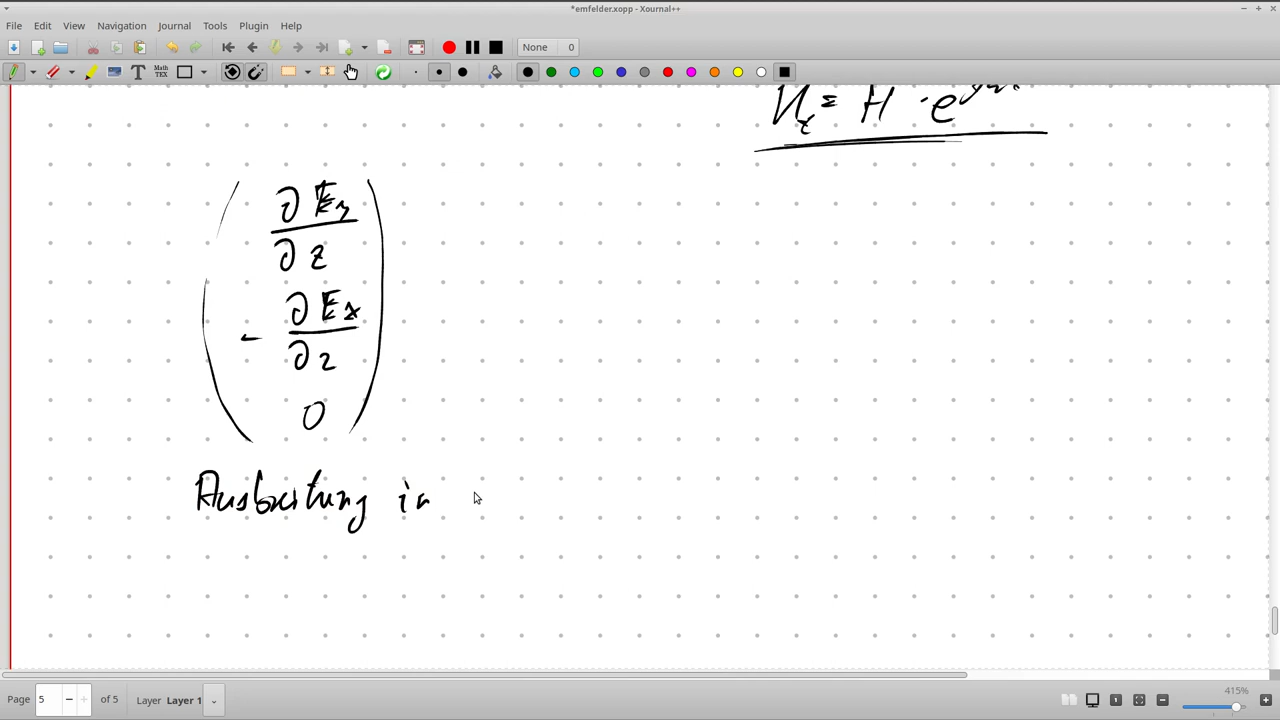 *emfelder.xopp - Xournal++
File Edit View Navigation Journal Tools Plugin Help
None 0
H · e
∂ Ey
∂ z
- ∂ Ex
∂ z
0
Ausbreitung in
Page 5 of 5 Layer Layer 1 415%